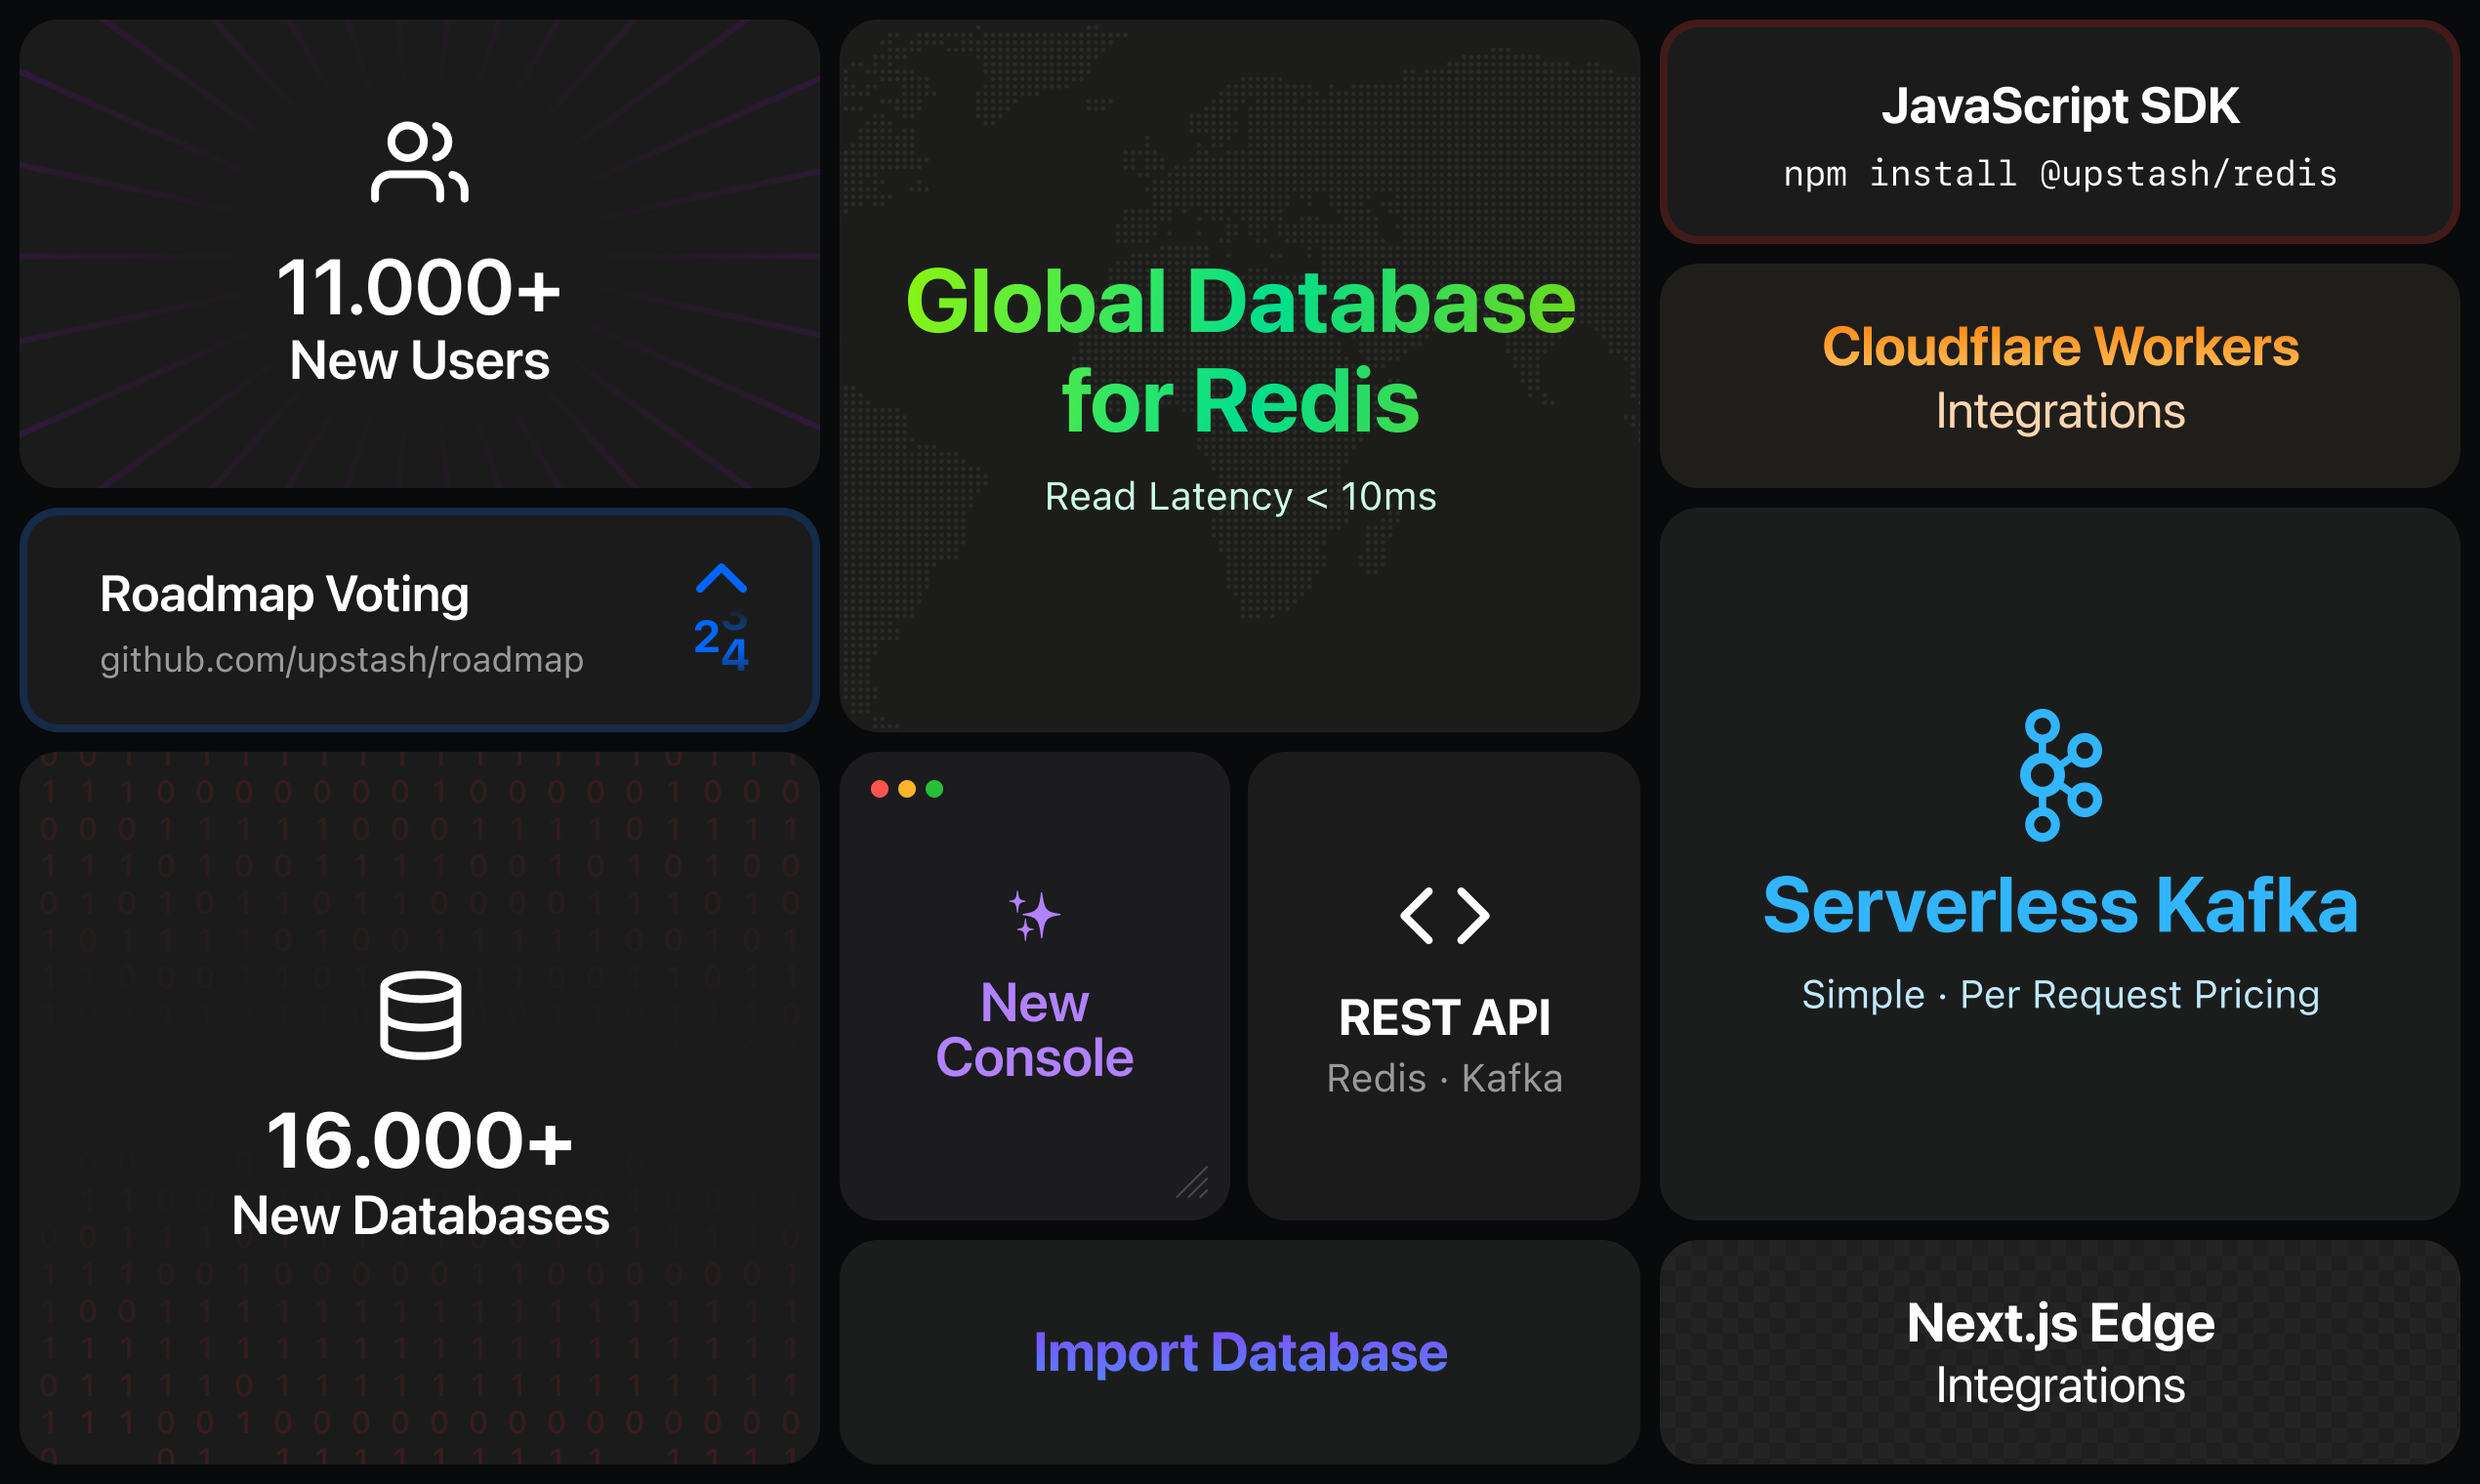 11.000+
New Users
Roadmap Voting
github.com/upstash/roadmap
24
16.000+
New Databases
Global Database
for Redis
Read Latency < 10ms
New
Console
REST API
Redis · Kafka
Import Database
JavaScript SDK
npm install @upstash/redis
Cloudflare Workers
Integrations
Serverless Kafka
Simple · Per Request Pricing
Next.js Edge
Integrations